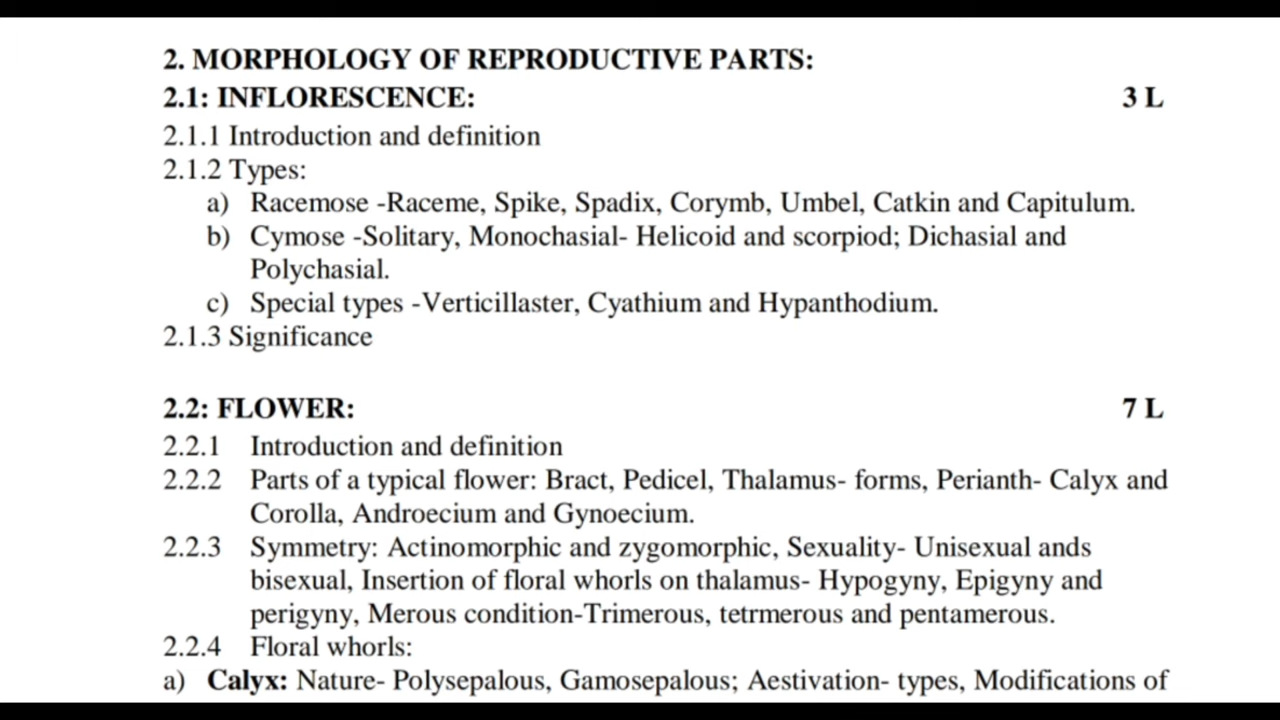 2. MORPHOLOGY OF REPRODUCTIVE PARTS:
2.1: INFLORESCENCE: 3 L
2.1.1 Introduction and definition
2.1.2 Types:
a) Racemose -Raceme, Spike, Spadix, Corymb, Umbel, Catkin and Capitulum.
b) Cymose -Solitary, Monochasial- Helicoid and scorpiod; Dichasial and
Polychasial.
c) Special types -Verticillaster, Cyathium and Hypanthodium.
2.1.3 Significance
2.2: FLOWER: 7 L
2.2.1 Introduction and definition
2.2.2 Parts of a typical flower: Bract, Pedicel, Thalamus- forms, Perianth- Calyx and
Corolla, Androecium and Gynoecium.
2.2.3 Symmetry: Actinomorphic and zygomorphic, Sexuality- Unisexual ands
bisexual, Insertion of floral whorls on thalamus- Hypogyny, Epigyny and
perigyny, Merous condition-Trimerous, tetrmerous and pentamerous.
2.2.4 Floral whorls:
a) Calyx: Nature- Polysepalous, Gamosepalous; Aestivation- types, Modifications of